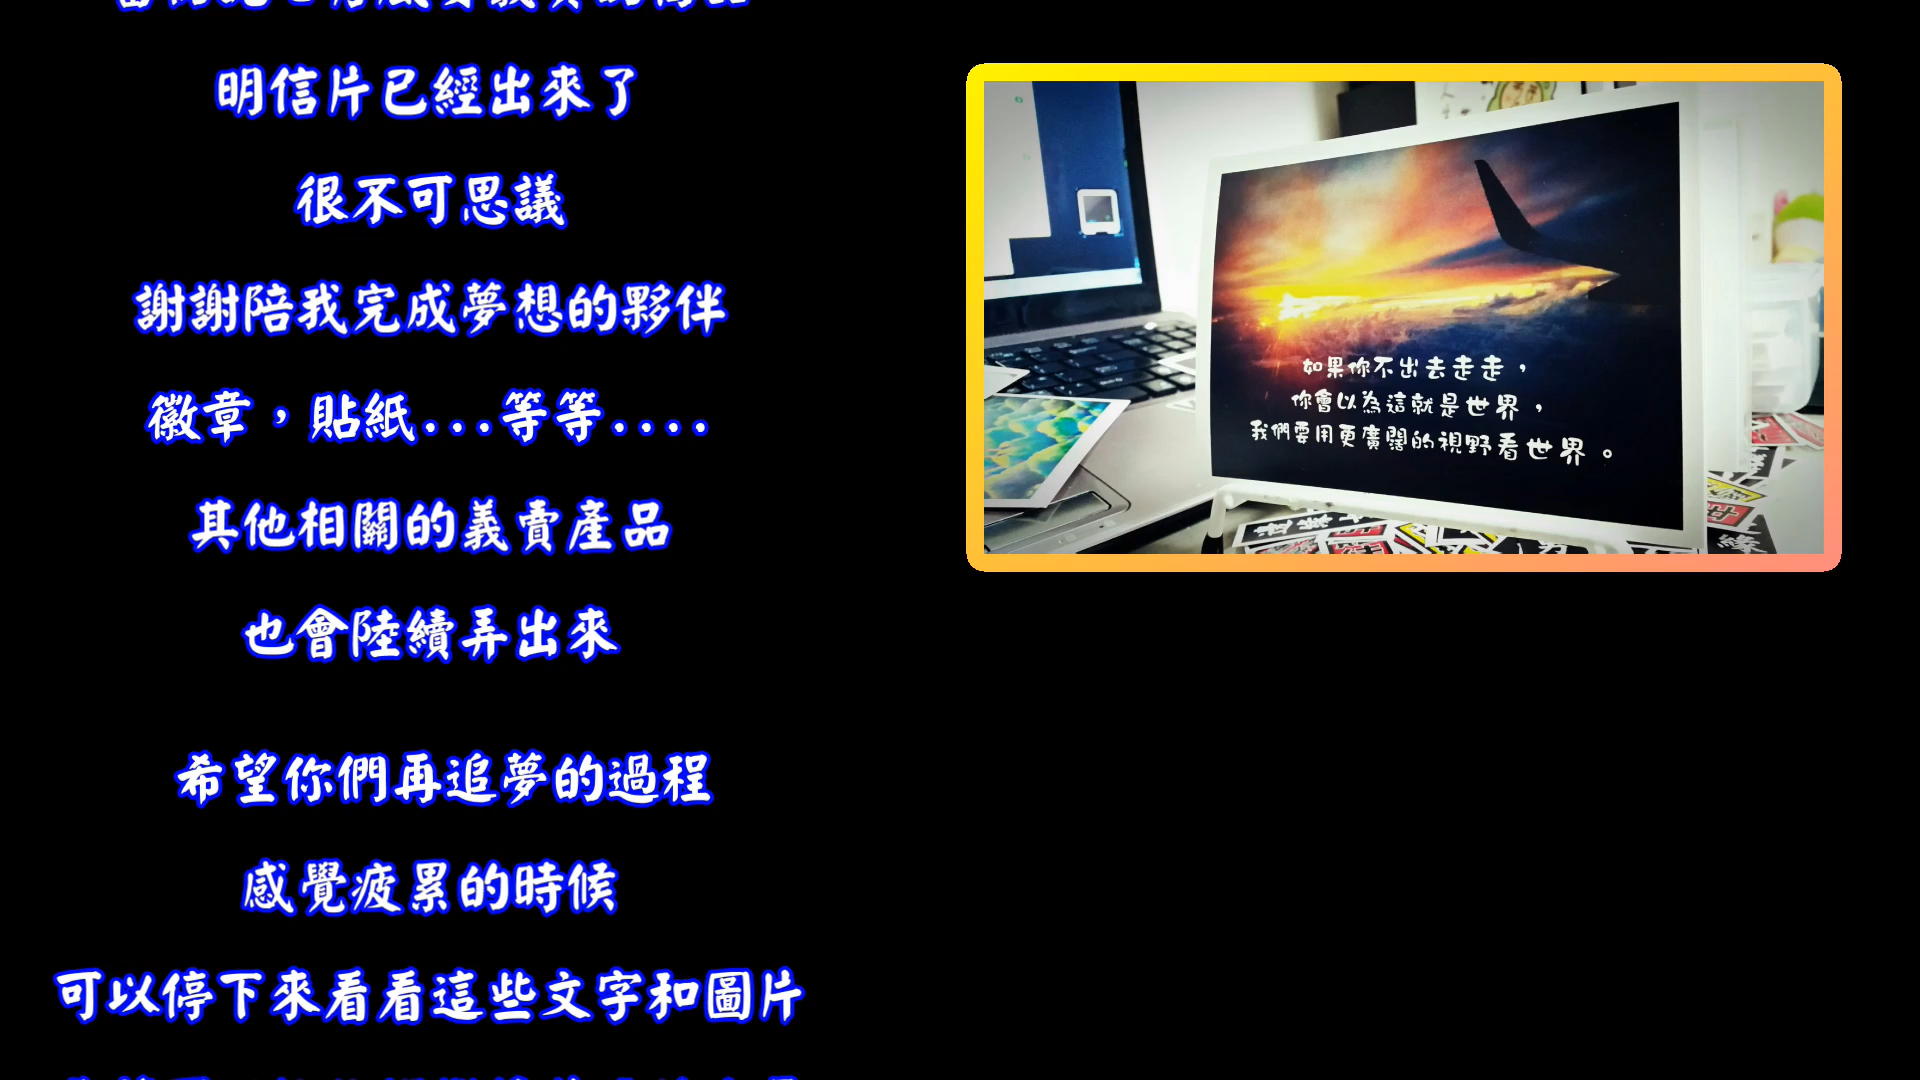 明信片已經出來了
很不可思議
謝謝陪我完成夢想的夥伴
徽章，貼紙...等等....
其他相關的義賣產品
也會陸續弄出來
希望你們再追夢的過程
感覺疲累的時候
可以停下來看看這些文字和圖片
如果你不出去走走，
你會以為這就是世界，
我們要用更廣闊的視野看世界。